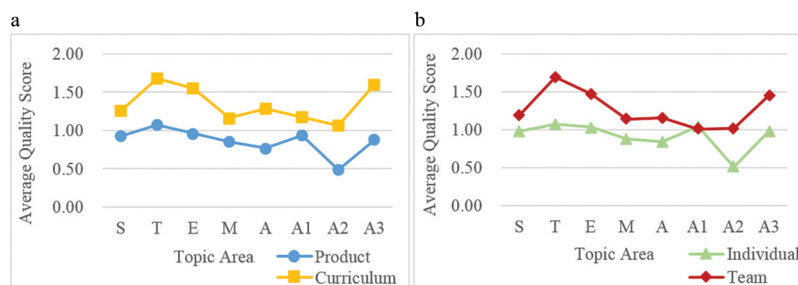 a
2.00
1.50
1.00
0.50
0.00
Average Quality Score
S T E M A A1 A2 A3
Topic Area
Product
Curriculum
b
2.00
1.50
1.00
0.50
0.00
Average Quality Score
S T E M A A1 A2 A3
Topic Area
Individual
Team